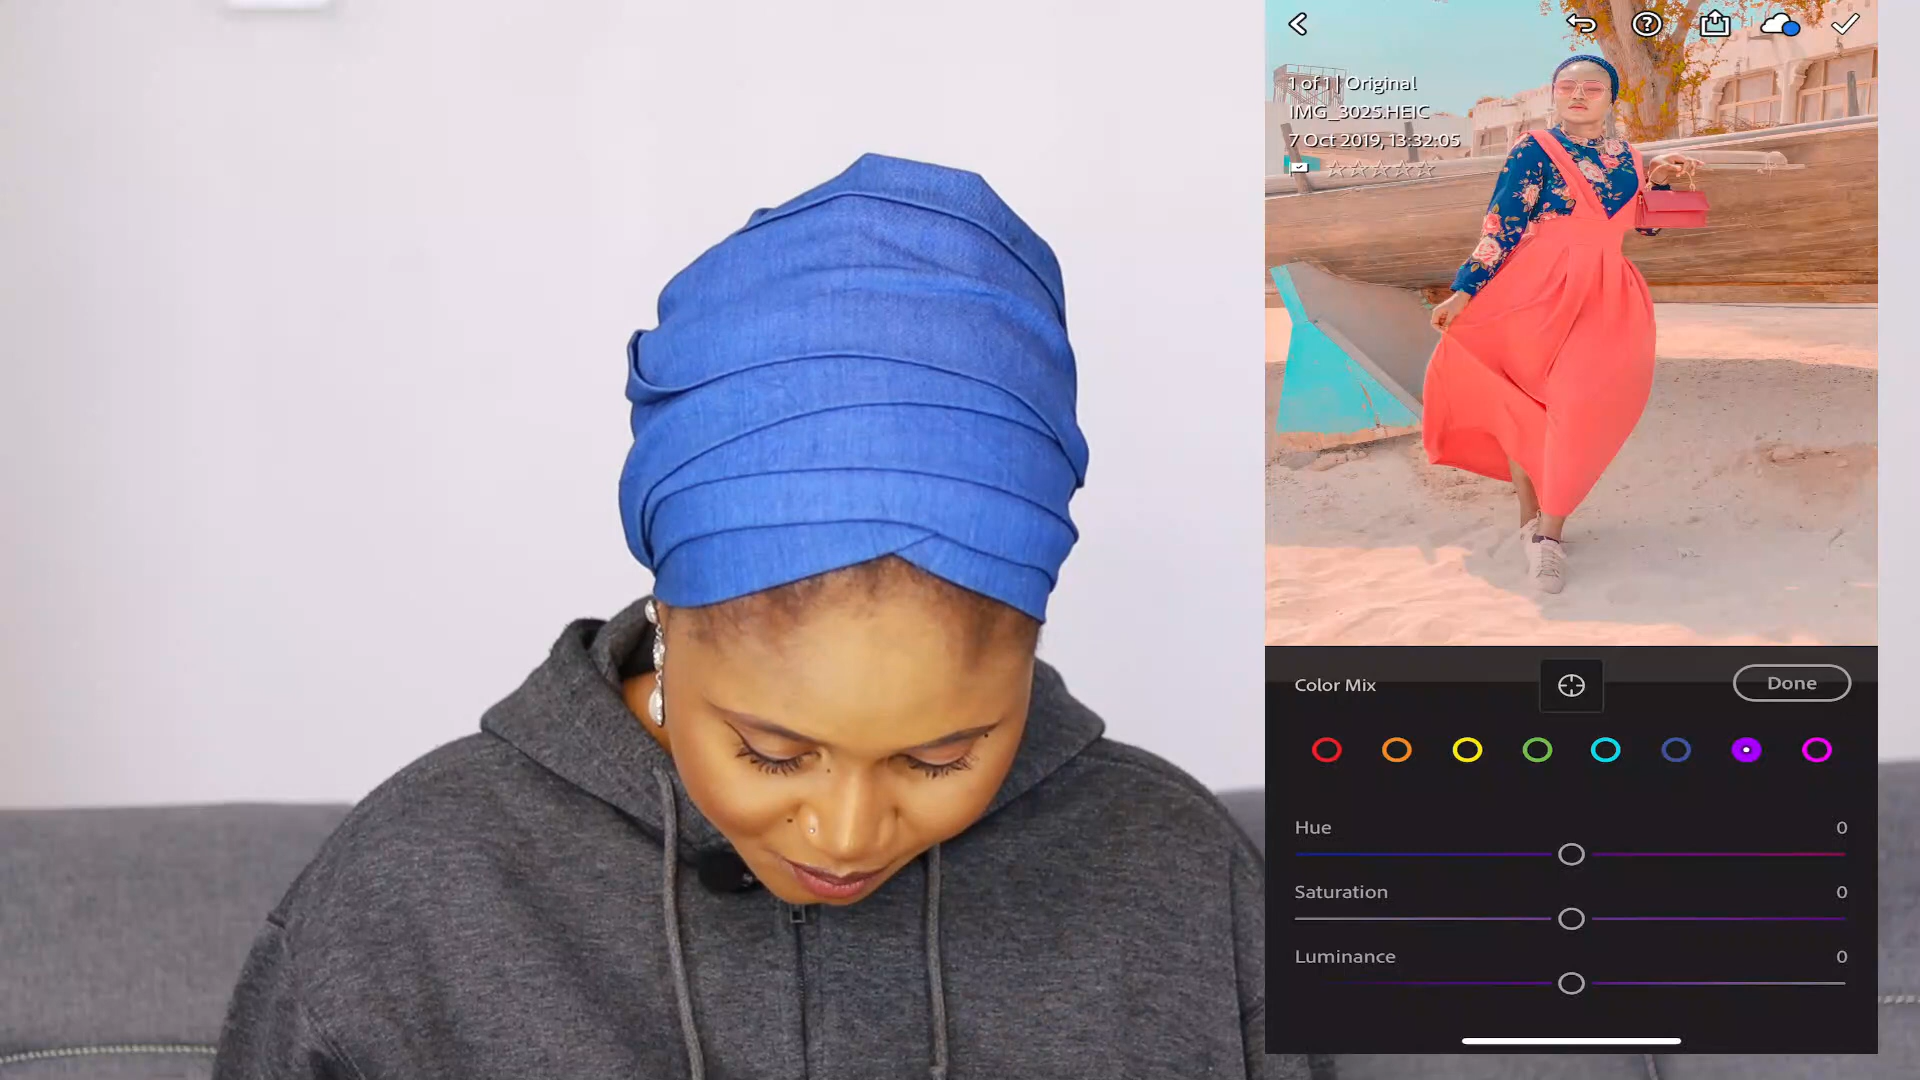 1 of 1 | Original
IMG_3025.HEIC
7 Oct 2019, 13:32:05
Color Mix
Done
Hue 0
Saturation 0
Luminance 0